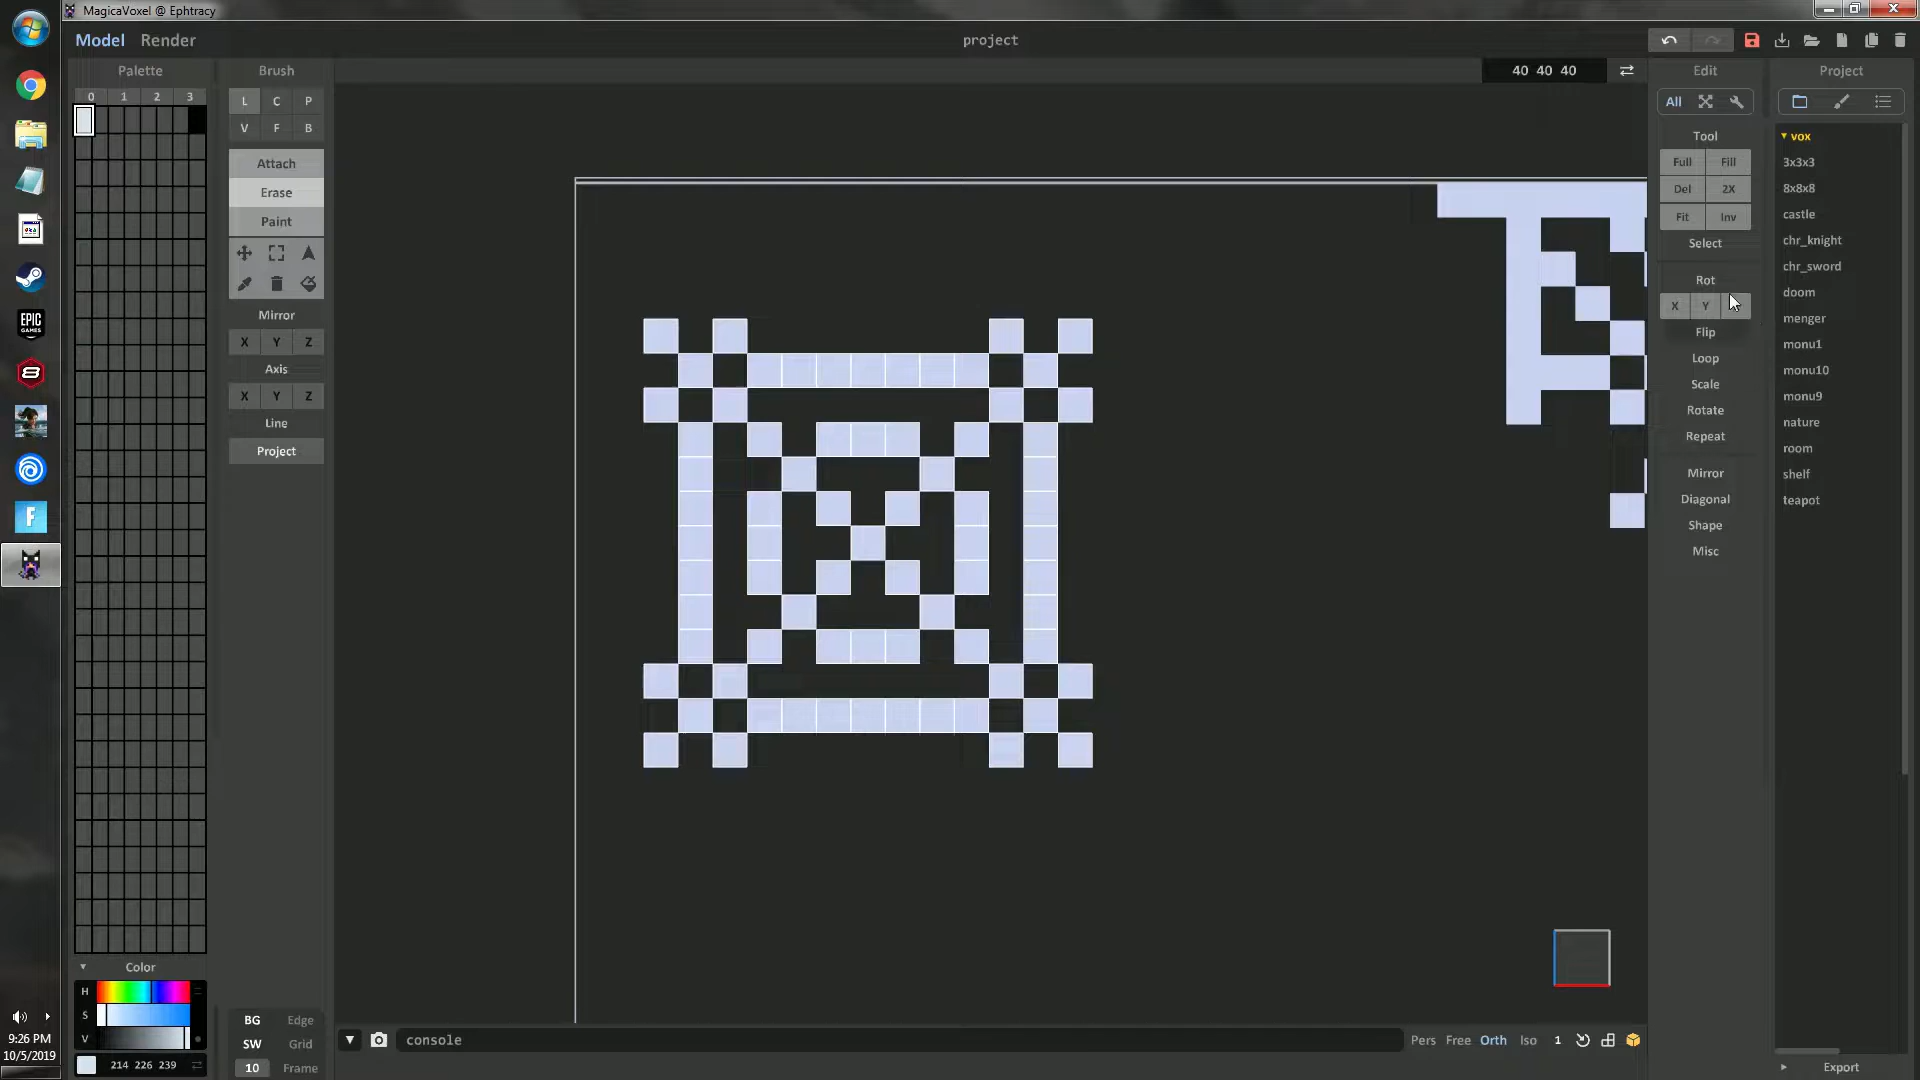 MagicaVoxel @ Ephtracy
Model Render
project
Palette
Brush
40 40 40
Edit
Project
0 1 2 3
L C P
V F B
Attach
Erase
Paint
Mirror
X Y Z
Axis
X Y Z
Line
Project
All
Tool
Full Fill
Del 2X
Fit Inv
Select
Rot
X Y
Flip
Loop
Scale
Rotate
Repeat
Mirror
Diagonal
Shape
Misc
vox
3x3x3
8x8x8
castle
chr_knight
chr_sword
doom
menger
monu1
monu10
monu9
nature
room
shelf
teapot
EPIC
GAMES
F
Color
H
S
V
214 226 239
BG Edge
SW Grid
10 Frame
console
Pers Free Orth Iso 1
Export
9:26 PM
10/5/2019